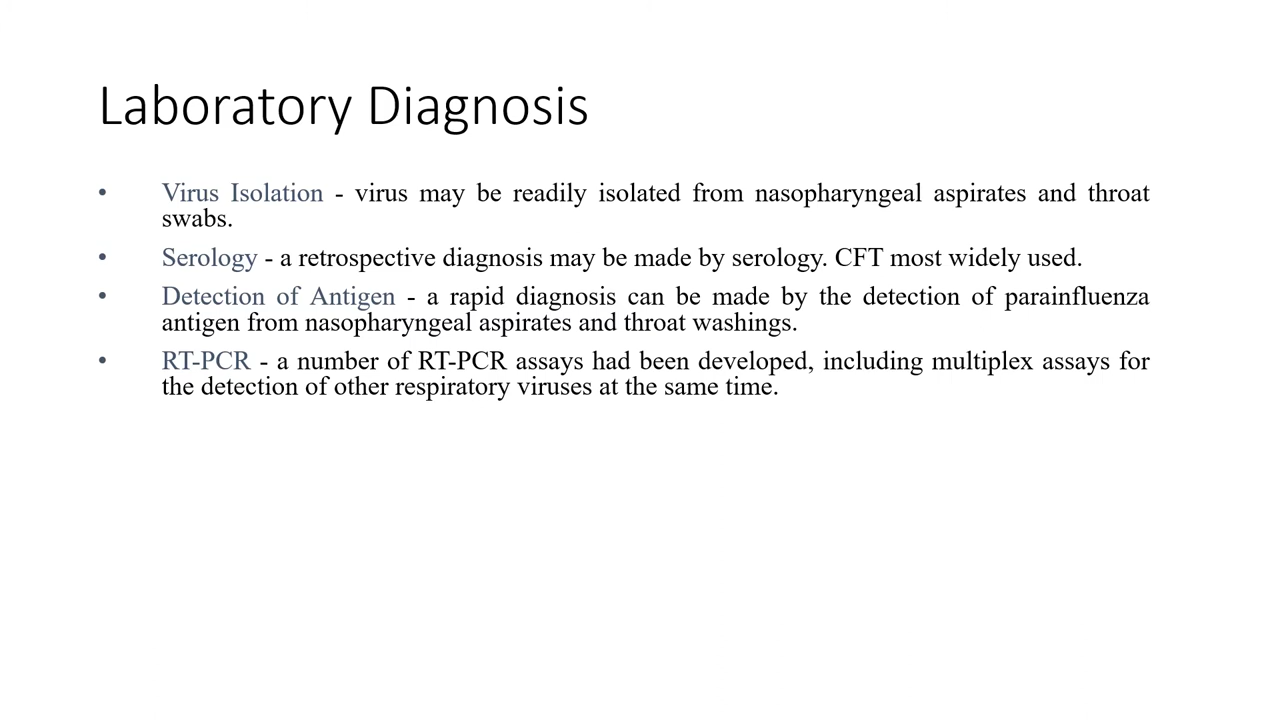 Laboratory Diagnosis
• Virus Isolation - virus may be readily isolated from nasopharyngeal aspirates and throat
swabs.
• Serology - a retrospective diagnosis may be made by serology. CFT most widely used.
• Detection of Antigen - a rapid diagnosis can be made by the detection of parainfluenza
antigen from nasopharyngeal aspirates and throat washings.
• RT-PCR - a number of RT-PCR assays had been developed, including multiplex assays for
the detection of other respiratory viruses at the same time.